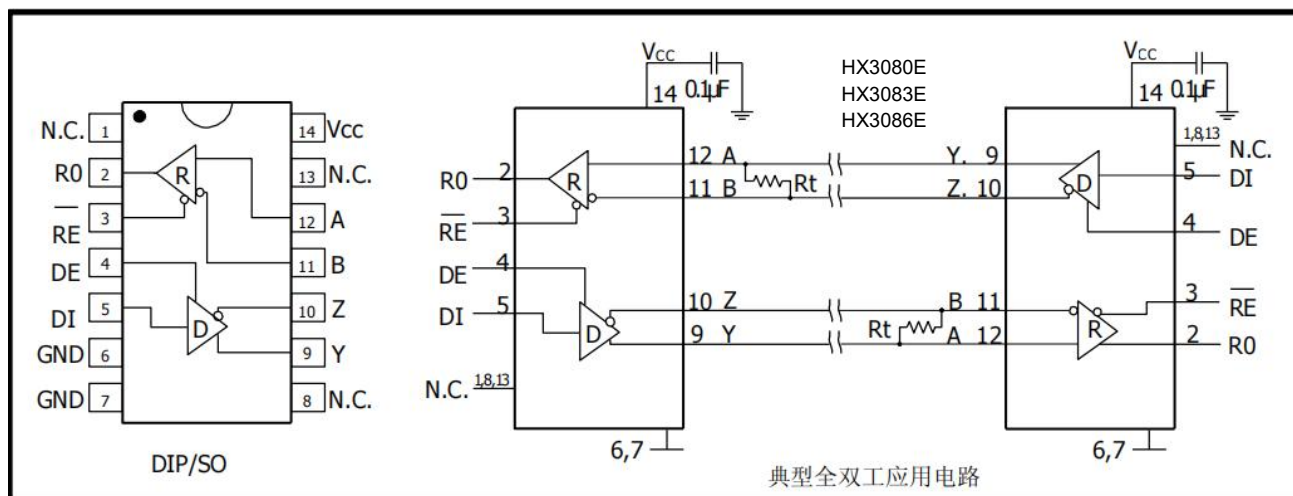 N.C. 1
R0 2
RE 3
DE 4
DI 5
GND 6
GND 7
14 Vcc
13 N.C.
12 A
11 B
10 Z
9 Y
8 N.C.
R
D
DIP/SO
VCC
14 0.1µF
R0 2
RE 3
DE 4
DI 5
N.C. 1,8,13
R
D
12 A
11 B
Rt
10 Z
9 Y
6,7
HX3080E
HX3083E
HX3086E
VCC
14 0.1µF
Y. 9
Z. 10
B 11
Rt
A 12
D
R
1,8,13 N.C.
5 DI
4 DE
3 RE
2 R0
6,7
典型全双工应用电路